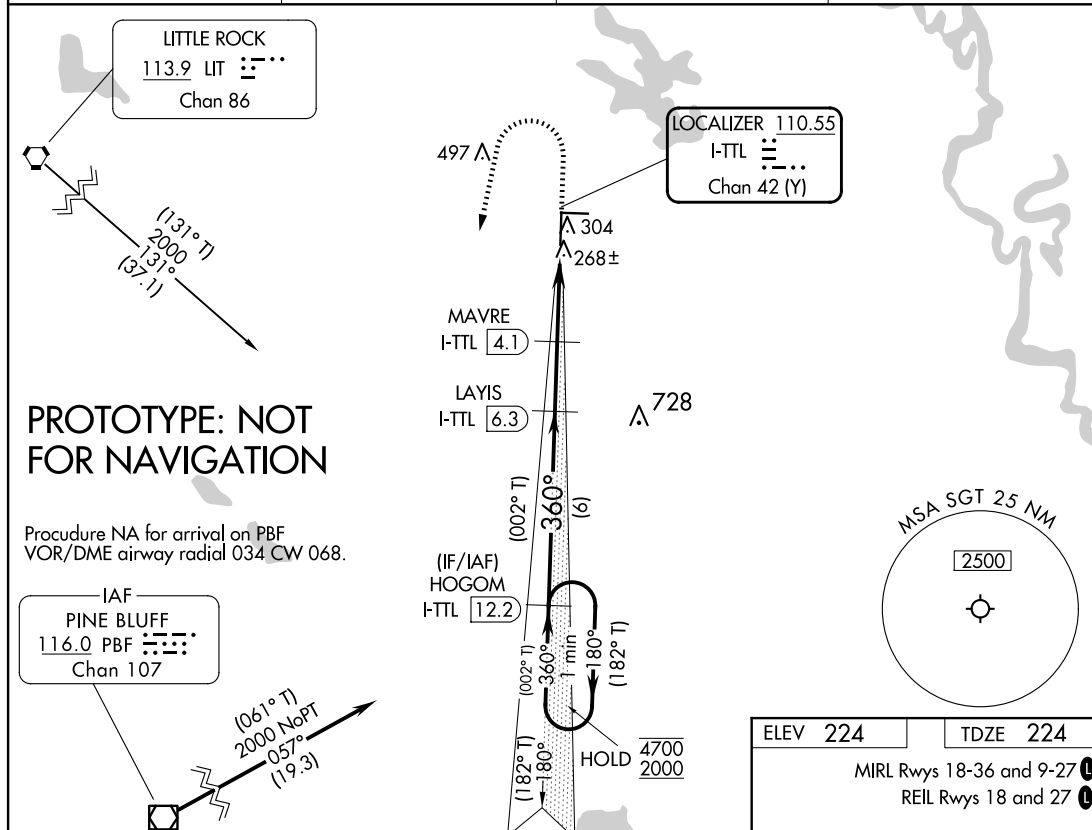 LITTLE ROCK
113.9 LIT
Chan 86
LOCALIZER 110.55
I-TTL
Chan 42 (Y)
497
304
268±
(131° T)
2000
131°
(37.1)
MAVRE
I-TTL 4.1
LAYIS
I-TTL 6.3
728
PROTOTYPE: NOT
FOR NAVIGATION
(002° T)
360°
(6)
Procudure NA for arrival on PBF
VOR/DME airway radial 034 CW 068.
MSA SGT 25 NM
2500
(IF/IAF)
HOGOM
I-TTL 12.2
IAF
PINE BLUFF
116.0 PBF
Chan 107
(002° T)
360°
1 min
180°
(182° T)
(061° T)
2000 NoPT
057°
(19.3)
(182° T)
180°
HOLD 4700
2000
ELEV 224
TDZE 224
MIRL Rwys 18-36 and 9-27 L
REIL Rwys 18 and 27 L